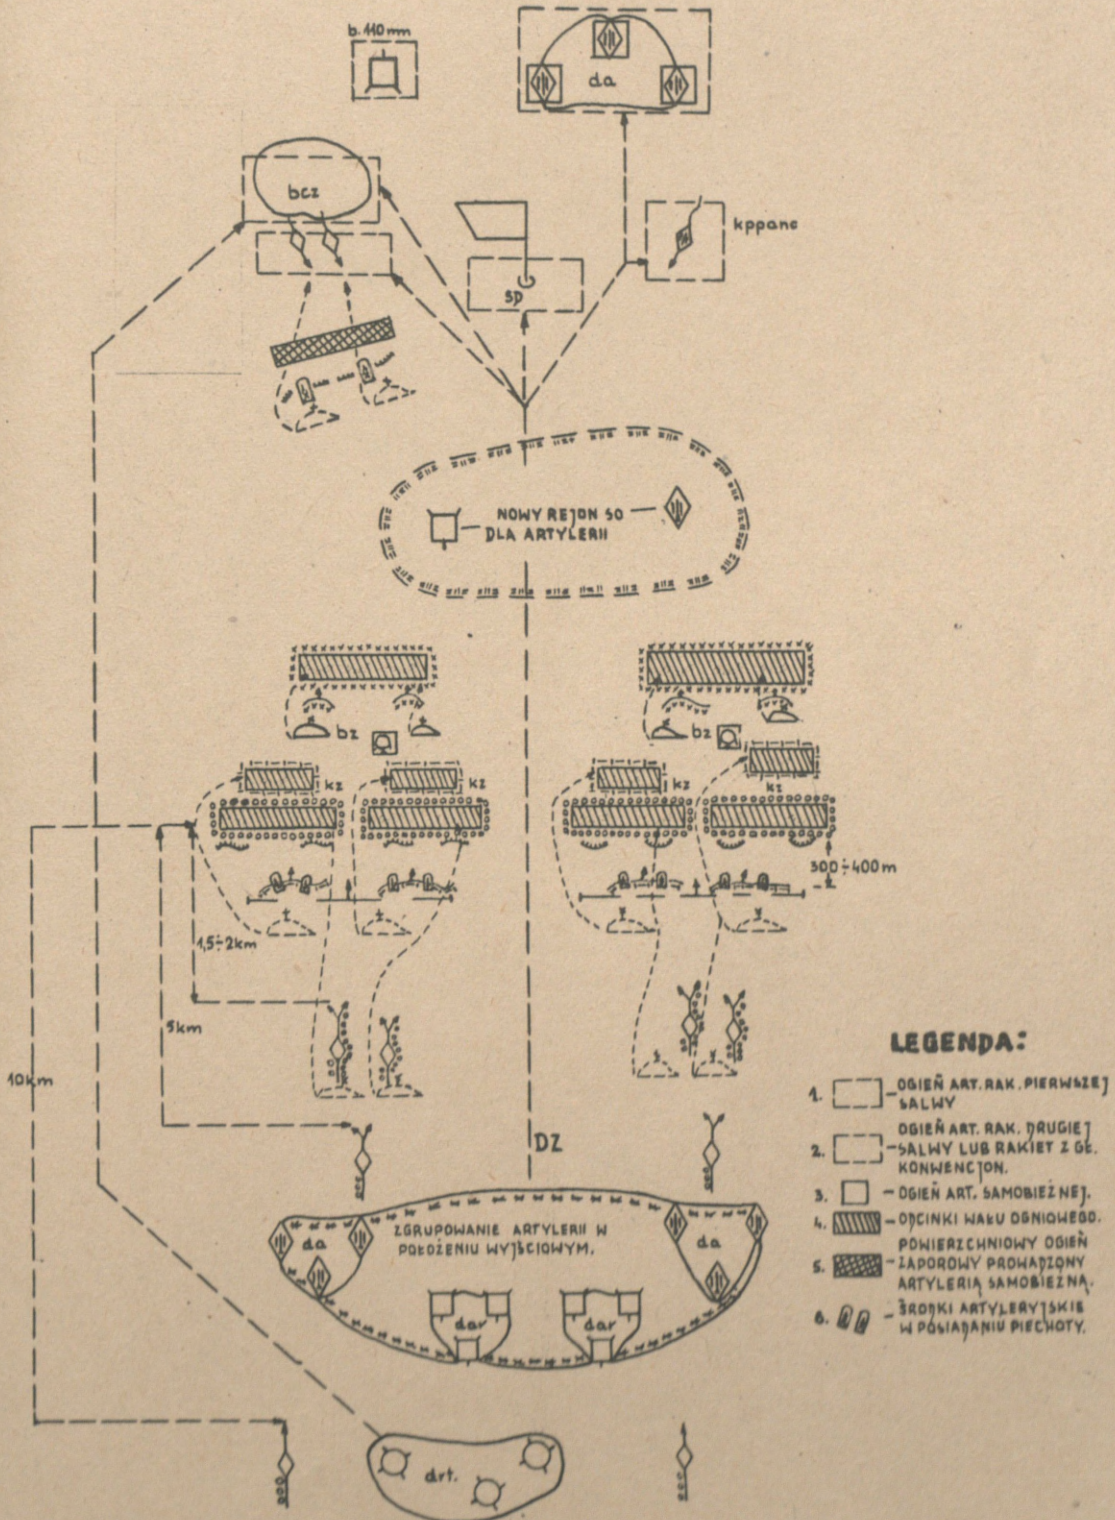 b. 110mm
da
bcz
kppanc
sp
NOWY REJON SO
DLA ARTYLERII
bz
bz
kz
kz
kz
kz
300÷400m
1,5÷2km
5km
10km
DZ
ZGRUPOWANIE ARTYLERII W
POŁOŻENIU WYJŚCIOWYM.
da
da
dar
dar
drt.
LEGENDA:
1. - OGIEŃ ART. RAK. PIERWSZEJ
SALWY
2. - OGIEŃ ART. RAK. DRUGIEJ
SALWY LUB RAKIET Z GŁ.
KONWENCJON.
3. - OGIEŃ ART. SAMOBIEŻNEJ.
4. - ODCINKI WAŁU OGNIOWEGO.
5. - POWIERZCHNIOWY OGIEŃ
ZAPOROWY PROWADZONY
ARTYLERIĄ SAMOBIEŻNĄ.
6. - ŚRODKI ARTYLERYJSKIE
W POSIADANIU PIECHOTY.